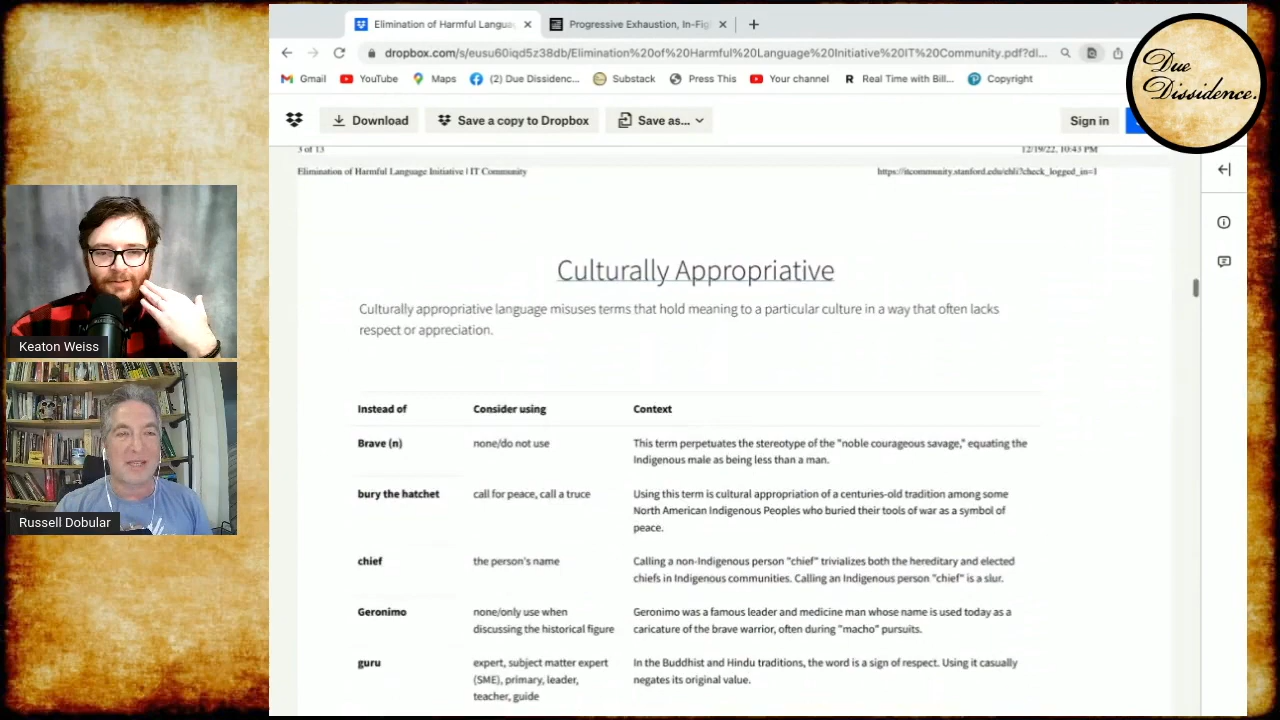 Elimination of Harmful Langua
Progressive Exhaustion, In-Fig
dropbox.com/s/eusu60iqd5z38db/Elimination%20of%20Harmful%20Language%20Initiative%20IT%20Community.pdf?dl...
Gmail YouTube Maps (2) Due Dissidenc... Substack Press This Your channel Real Time with Bill... Copyright
Due
Dissidence.
Download Save a copy to Dropbox Save as... Sign in
3 of 13 12/19/22, 10:43 PM
Elimination of Harmful Language Initiative | IT Community https://itcommunity.stanford.edu/ehli?check_logged_in=1
Culturally Appropriative
Culturally appropriative language misuses terms that hold meaning to a particular culture in a way that often lacks
respect or appreciation.
Instead of Consider using Context
Brave (n) none/do not use This term perpetuates the stereotype of the "noble courageous savage," equating the
Indigenous male as being less than a man.
bury the hatchet call for peace, call a truce Using this term is cultural appropriation of a centuries-old tradition among some
North American Indigenous Peoples who buried their tools of war as a symbol of
peace.
chief the person's name Calling a non-Indigenous person "chief" trivializes both the hereditary and elected
chiefs in Indigenous communities. Calling an Indigenous person "chief" is a slur.
Geronimo none/only use when Geronimo was a famous leader and medicine man whose name is used today as a
discussing the historical figure caricature of the brave warrior, often during "macho" pursuits.
guru expert, subject matter expert In the Buddhist and Hindu traditions, the word is a sign of respect. Using it casually
(SME), primary, leader, negates its original value.
teacher, guide
Keaton Weiss
Russell Dobular